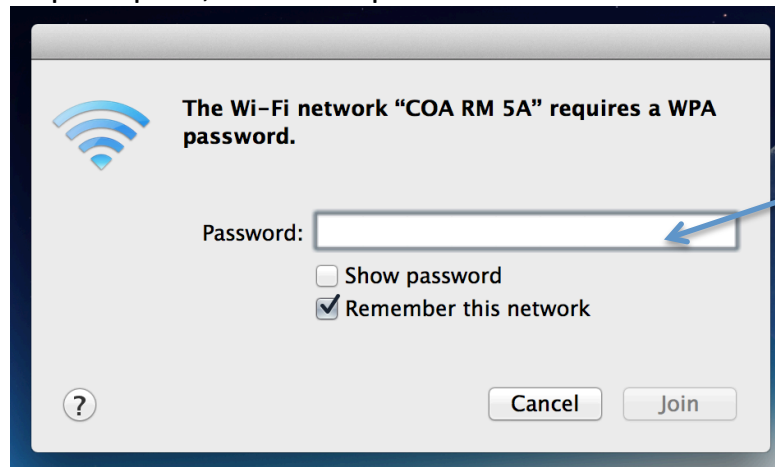 The Wi-Fi network “COA RM 5A” requires a WPA
password.
Password:
Show password
Remember this network
?
Cancel
Join